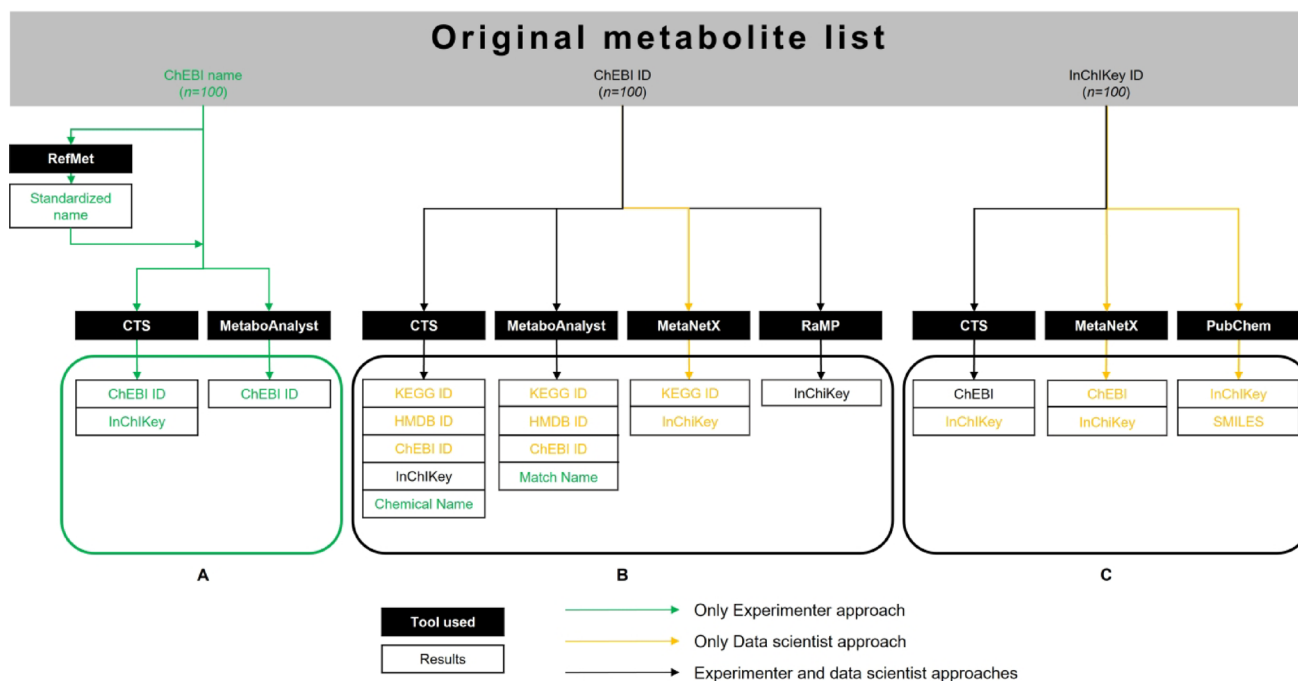 Original metabolite list
ChEBI name
(n=100)
ChEBI ID
(n=100)
InChIKey ID
(n=100)
RefMet
Standardized
name
CTS
MetaboAnalyst
ChEBI ID
InChIKey
ChEBI ID
A
CTS
MetaboAnalyst
MetaNetX
RaMP
KEGG ID
HMDB ID
ChEBI ID
InChIKey
Chemical Name
KEGG ID
HMDB ID
ChEBI ID
Match Name
KEGG ID
InChiKey
InChiKey
B
CTS
MetaNetX
PubChem
ChEBI
InChiKey
ChEBI
InChiKey
InChiKey
SMILES
C
Tool used
Results
Only Experimenter approach
Only Data scientist approach
Experimenter and data scientist approaches